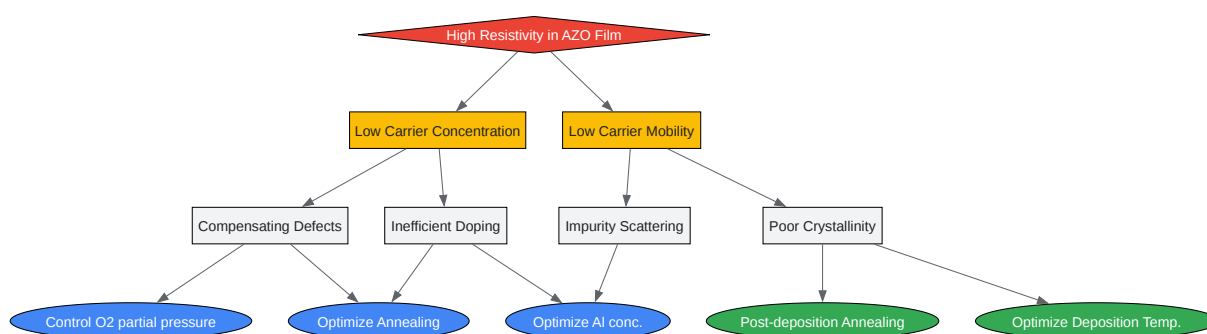 High Resistivity in AZO Film
Low Carrier Concentration
Low Carrier Mobility
Compensating Defects
Inefficient Doping
Impurity Scattering
Poor Crystallinity
Control O2 partial pressure
Optimize Annealing
Optimize Al conc.
Post-deposition Annealing
Optimize Deposition Temp.